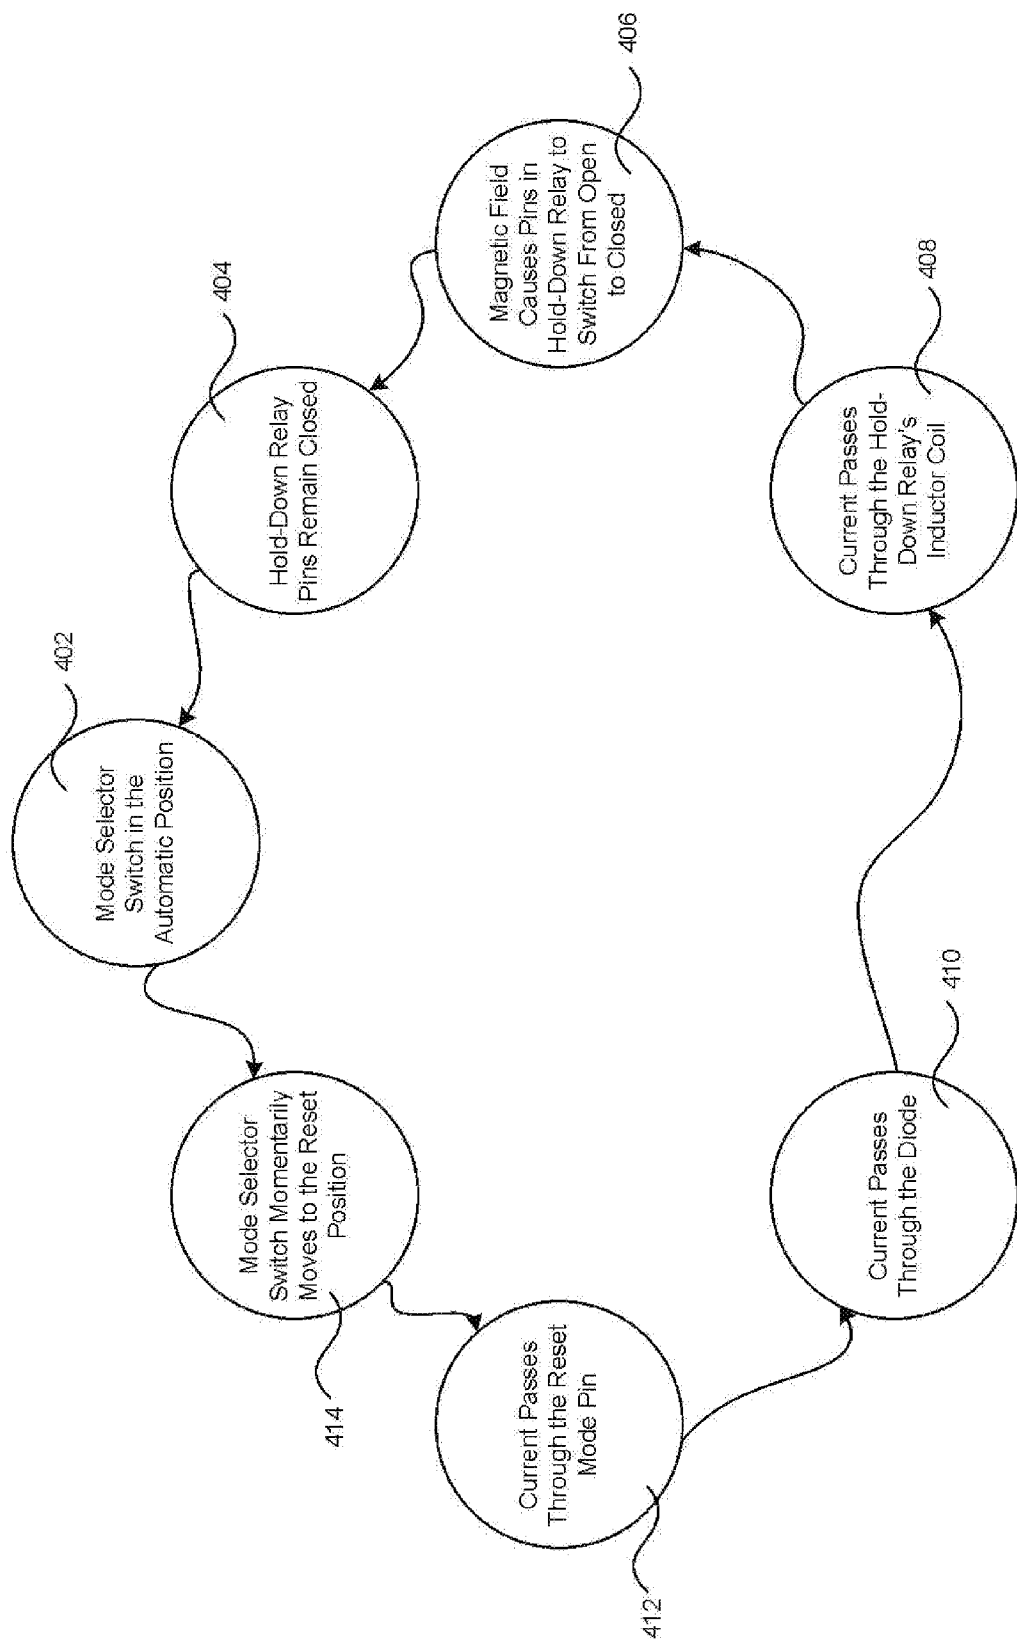 402
Mode Selector
Switch in the
Automatic Position
404
Hold-Down Relay
Pins Remain Closed
406
Magnetic Field
Causes Pins in
Hold-Down Relay to
Switch From Open
to Closed
408
Current Passes
Through the Hold-
Down Relay's
Inductor Coil
410
Current Passes
Through the Diode
412
Current Passes
Through the Reset
Mode Pin
414
Mode Selector
Switch Momentarily
Moves to the Reset
Position